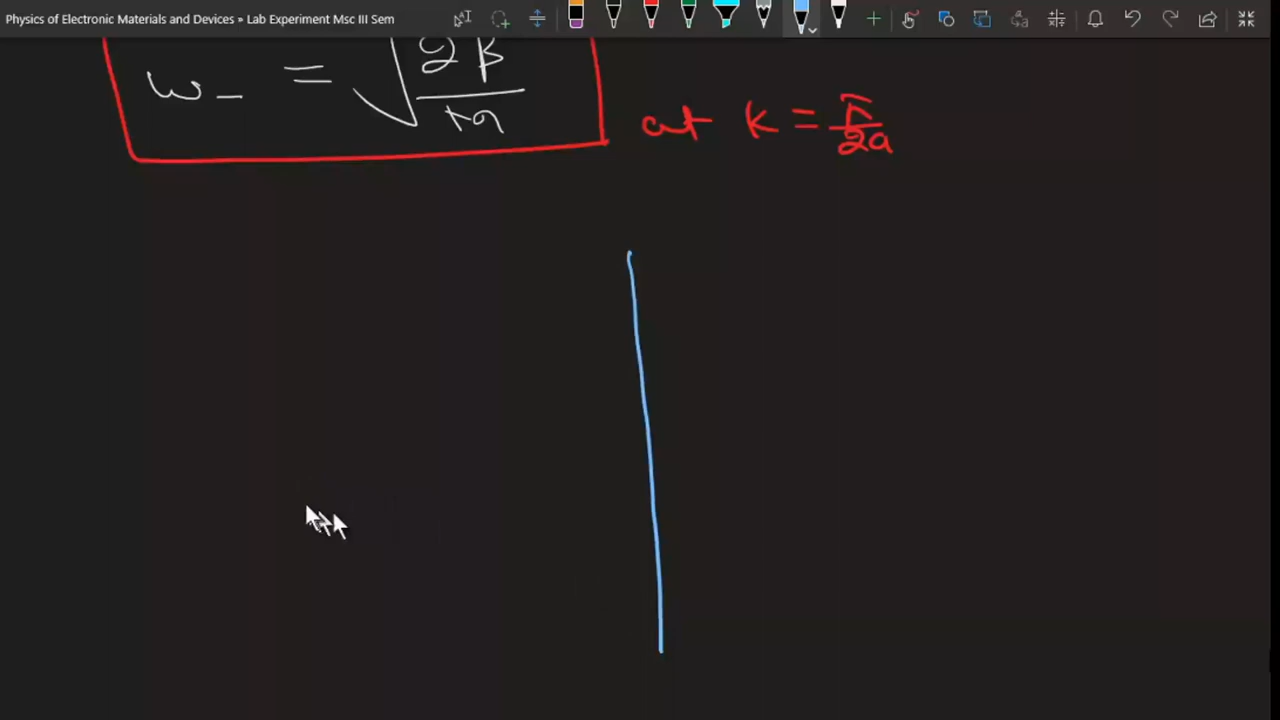 Physics of Electronic Materials and Devices » Lab Experiment Msc III Sem
ω₋ = √(2β/m)
at k = π/2a